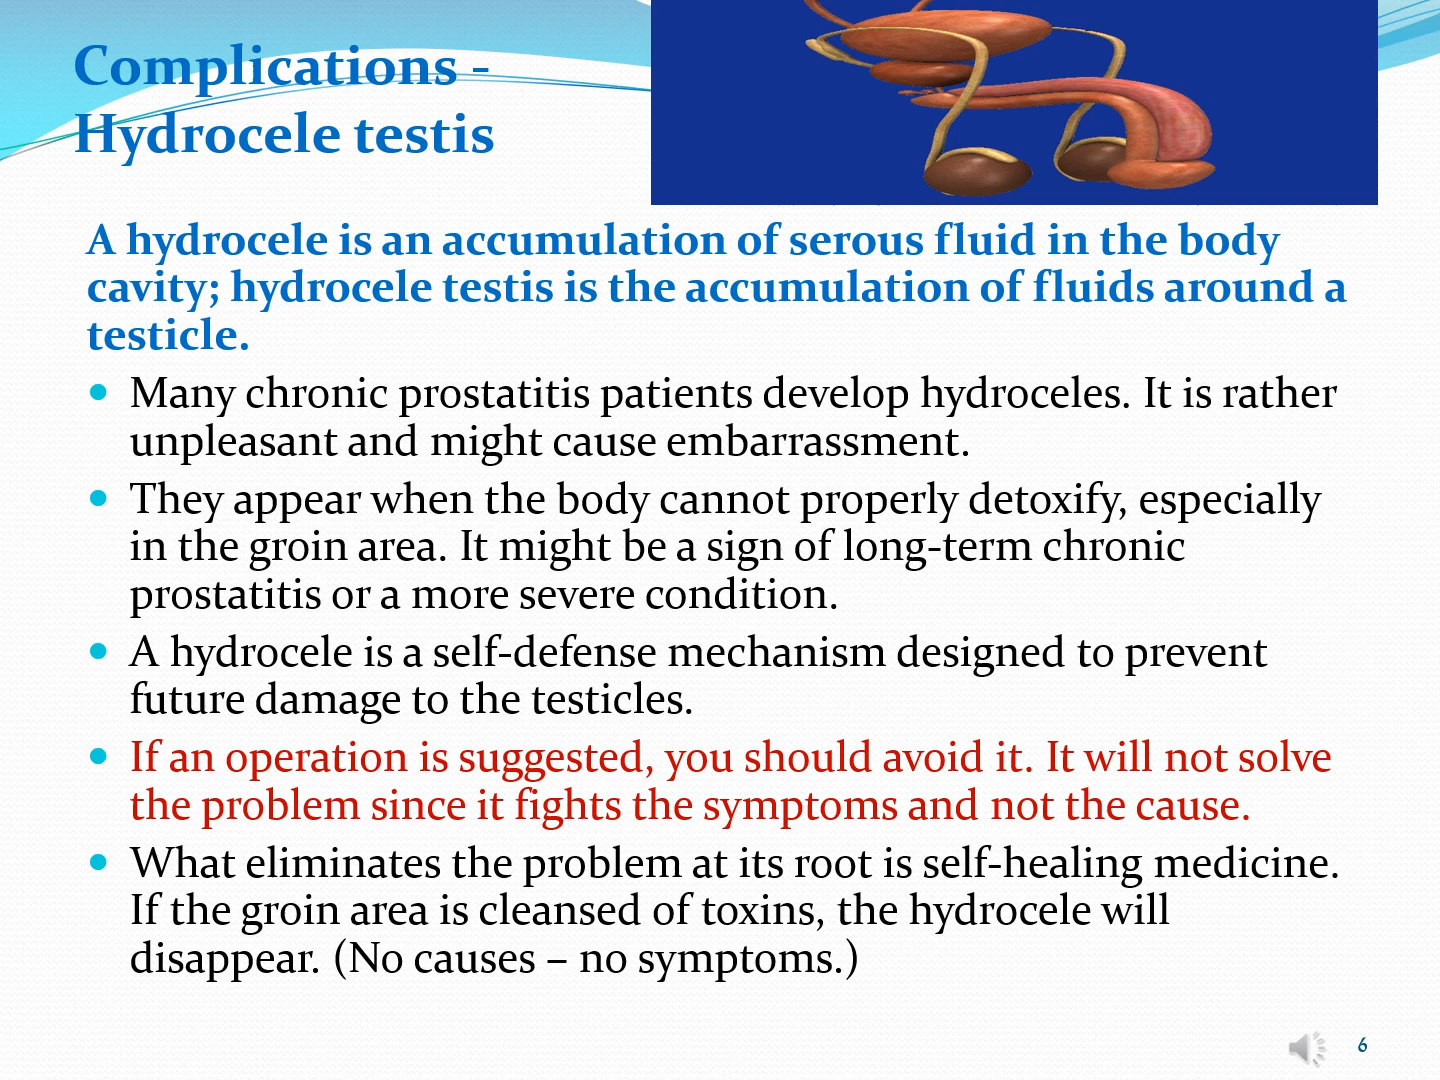 Complications -
Hydrocele testis
A hydrocele is an accumulation of serous fluid in the body
cavity; hydrocele testis is the accumulation of fluids around a
testicle.
• Many chronic prostatitis patients develop hydroceles. It is rather
unpleasant and might cause embarrassment.
• They appear when the body cannot properly detoxify, especially
in the groin area. It might be a sign of long-term chronic
prostatitis or a more severe condition.
• A hydrocele is a self-defense mechanism designed to prevent
future damage to the testicles.
• If an operation is suggested, you should avoid it. It will not solve
the problem since it fights the symptoms and not the cause.
• What eliminates the problem at its root is self-healing medicine.
If the groin area is cleansed of toxins, the hydrocele will
disappear. (No causes – no symptoms.)
6